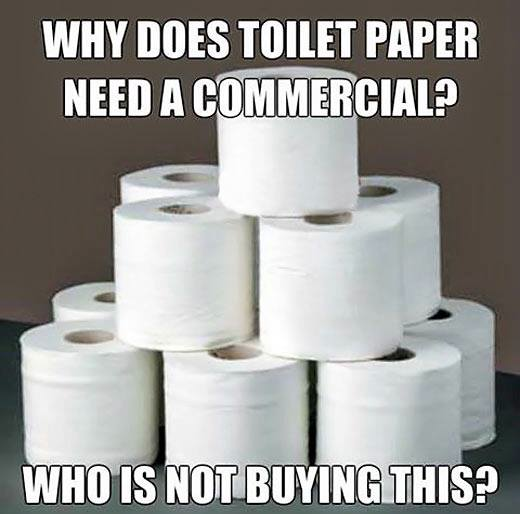 WHY DOES TOILET PAPER
NEED A COMMERCIAL?
WHO IS NOT BUYING THIS?